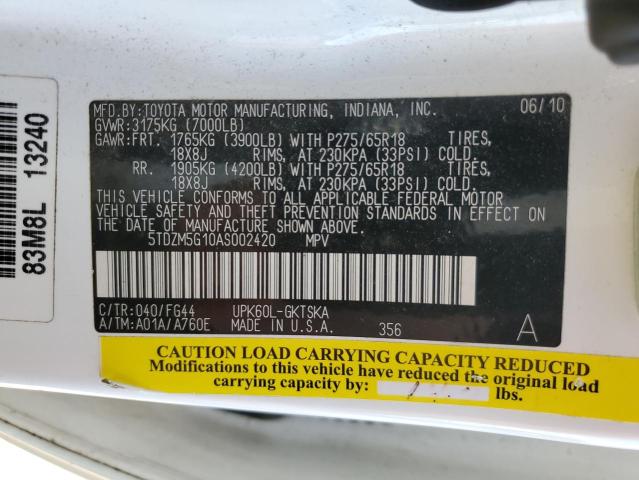 MFD.BY: TOYOTA MOTOR MANUFACTURING, INDIANA, INC. 06/10
GVWR: 3175KG (7000LB)
GAWR: FRT. 1765KG (3900LB) WITH P275/65R18 TIRES,
18X8J RIMS, AT 230KPA (33PSI) COLD.
RR. 1905KG (4200LB) WITH P275/65R18 TIRES,
18X8J RIMS, AT 230KPA (33PSI) COLD.
THIS VEHICLE CONFORMS TO ALL APPLICABLE FEDERAL MOTOR
VEHICLE SAFETY AND THEFT PREVENTION STANDARDS IN EFFECT ON
THE DATE OF MANUFACTURE SHOWN ABOVE.
5TDZM5G10AS002420 MPV
C/TR: 040/FG44 UPK60L-GKTSKA
A/TM: A01A/A760E MADE IN U.S.A. 356 A
CAUTION LOAD CARRYING CAPACITY REDUCED
Modifications to this vehicle have reduced the original load
carrying capacity by: lbs.
83M8L 13240